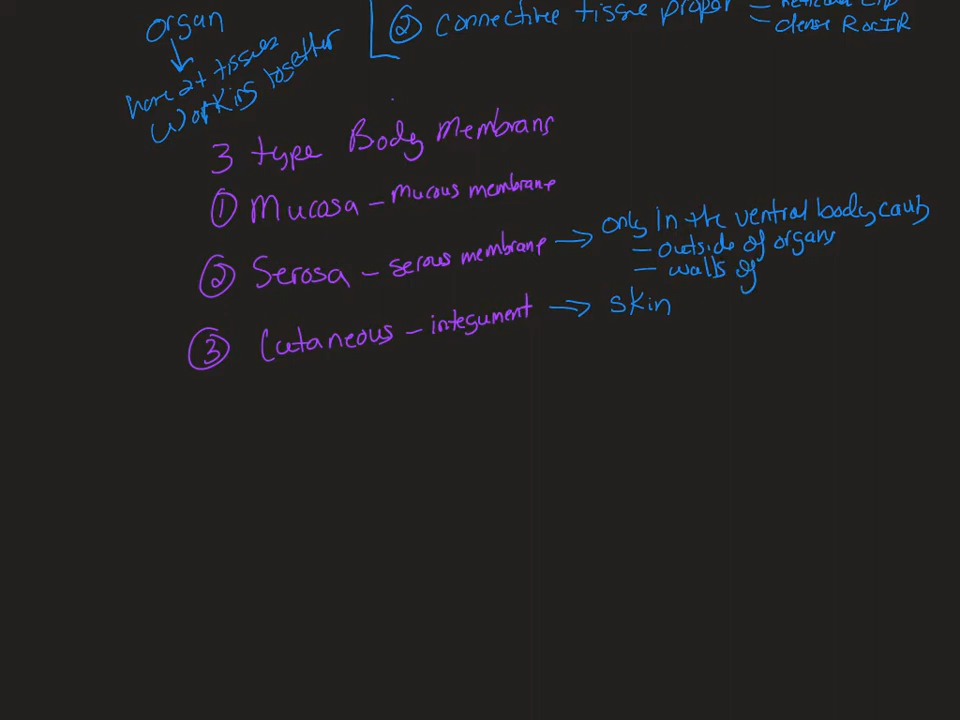 organ
have 2+ tissues
working together
② connective tissue proper –
– dense R or IR
3 type Body Membrans
① Mucosa – Mucous membrane
② Serosa – serous membrane → only in the ventral body cavity
– outside of organs
– walls of
③ Cutaneous – integument → skin